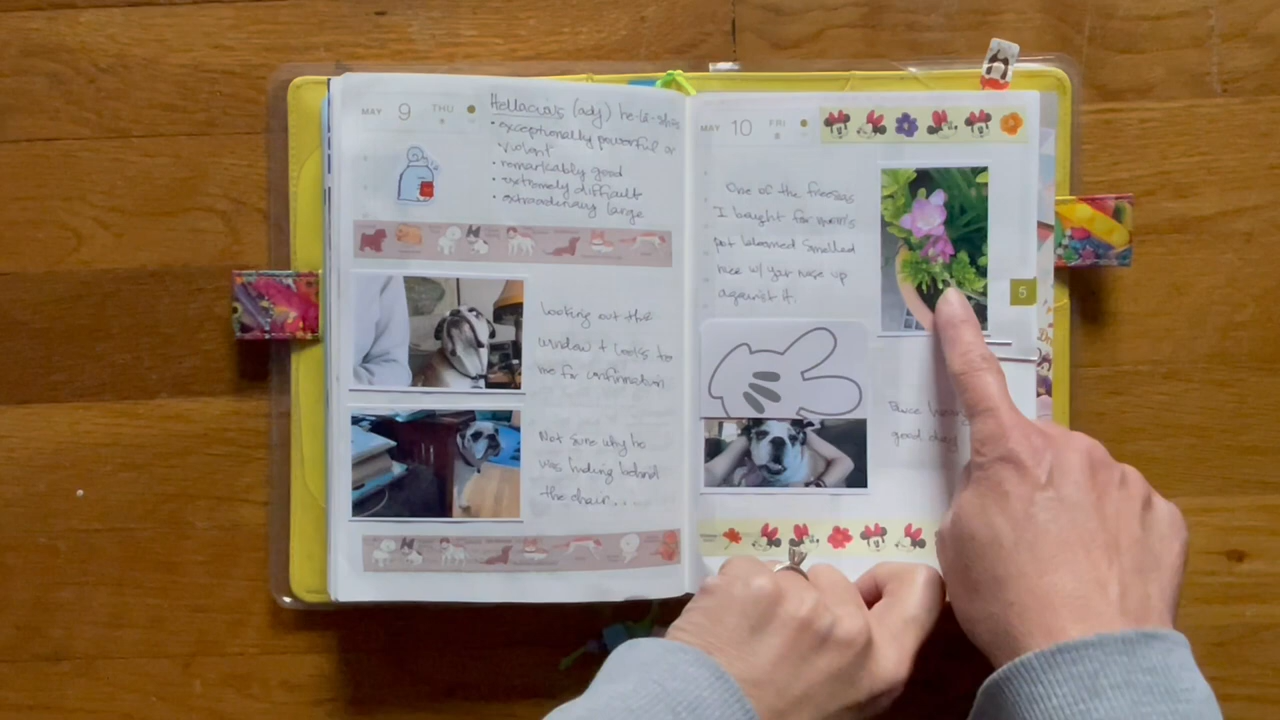 MAY 9 THU
Hellacious (adj) he-lā-shəs
• exceptionally powerful or
violent
• remarkably good
• extremely difficult
• extraordinary large
looking out the
window + looks to
me for confirmation
Not sure why he
was hiding behind
the chair...
MAY 10 FRI
One of the freesias
I bought for mom's
pot bloomed smelled
nice w/ your nose up
against it.
5
good day